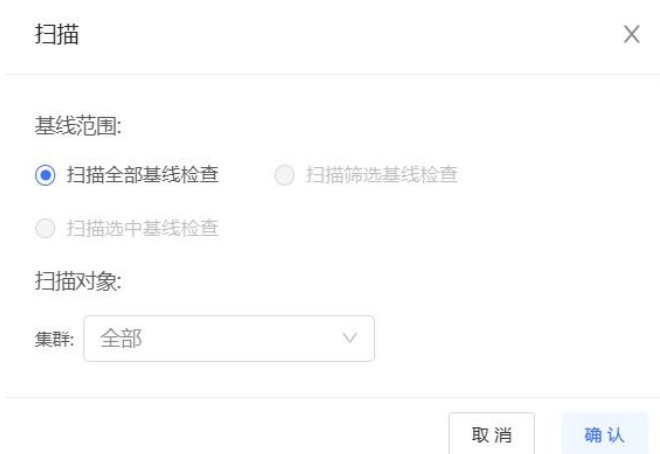 扫描
基线范围:
扫描全部基线检查 扫描筛选基线检查
扫描选中基线检查
扫描对象:
集群: 全部
取消 确认